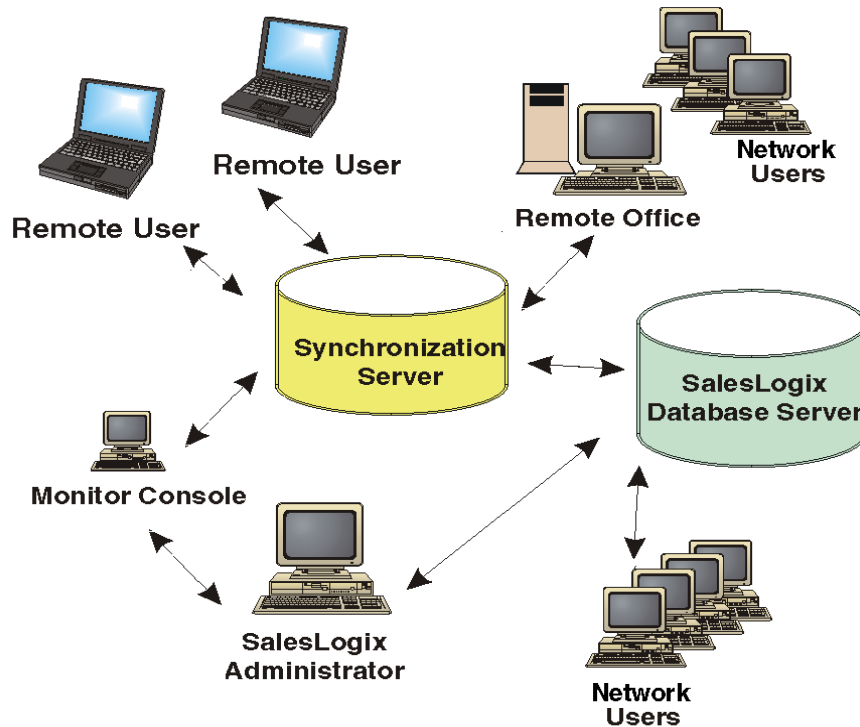 Remote User
Remote User
Network
Users
Remote Office
Synchronization
Server
SalesLogix
Database Server
Monitor Console
SalesLogix
Administrator
Network
Users